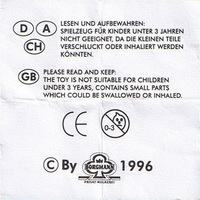 D A LESEN UND AUFBEWAHREN:
SPIELZEUG FÜR KINDER UNTER 3 JAHREN
CH NICHT GEEIGNET, DA DIE KLEINEN TEILE
VERSCHLUCKT ODER INHALIERT WERDEN
KÖNNTEN.
GB PLEASE READ AND KEEP:
THE TOY IS NOT SUITABLE FOR CHILDREN
UNDER 3 YEARS, CONTAINS SMALL PARTS
WHICH COULD BE SWALLOWED OR INHALED.
CE 0-3
© By BORGMANN 1996